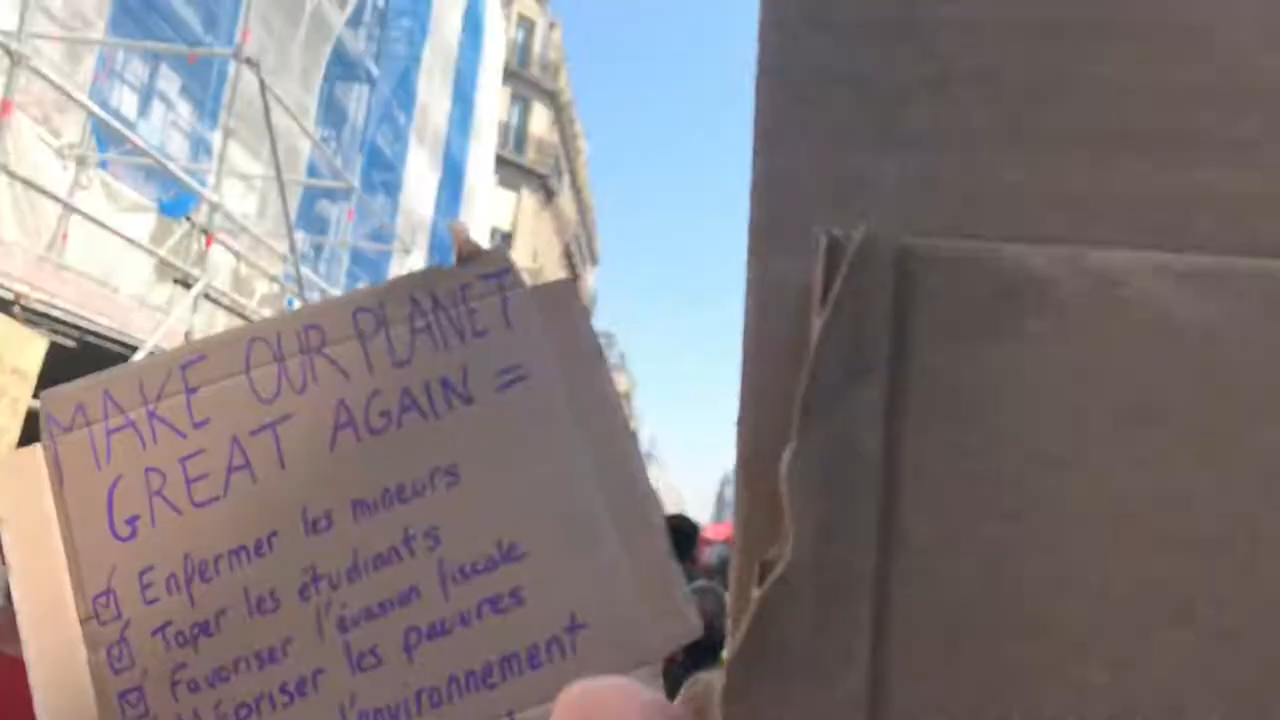 MAKE OUR PLANET
GREAT AGAIN =
Enfermer les mineurs
Taper les étudiants
Favoriser l'évasion fiscale
les pauvres
l'environnement